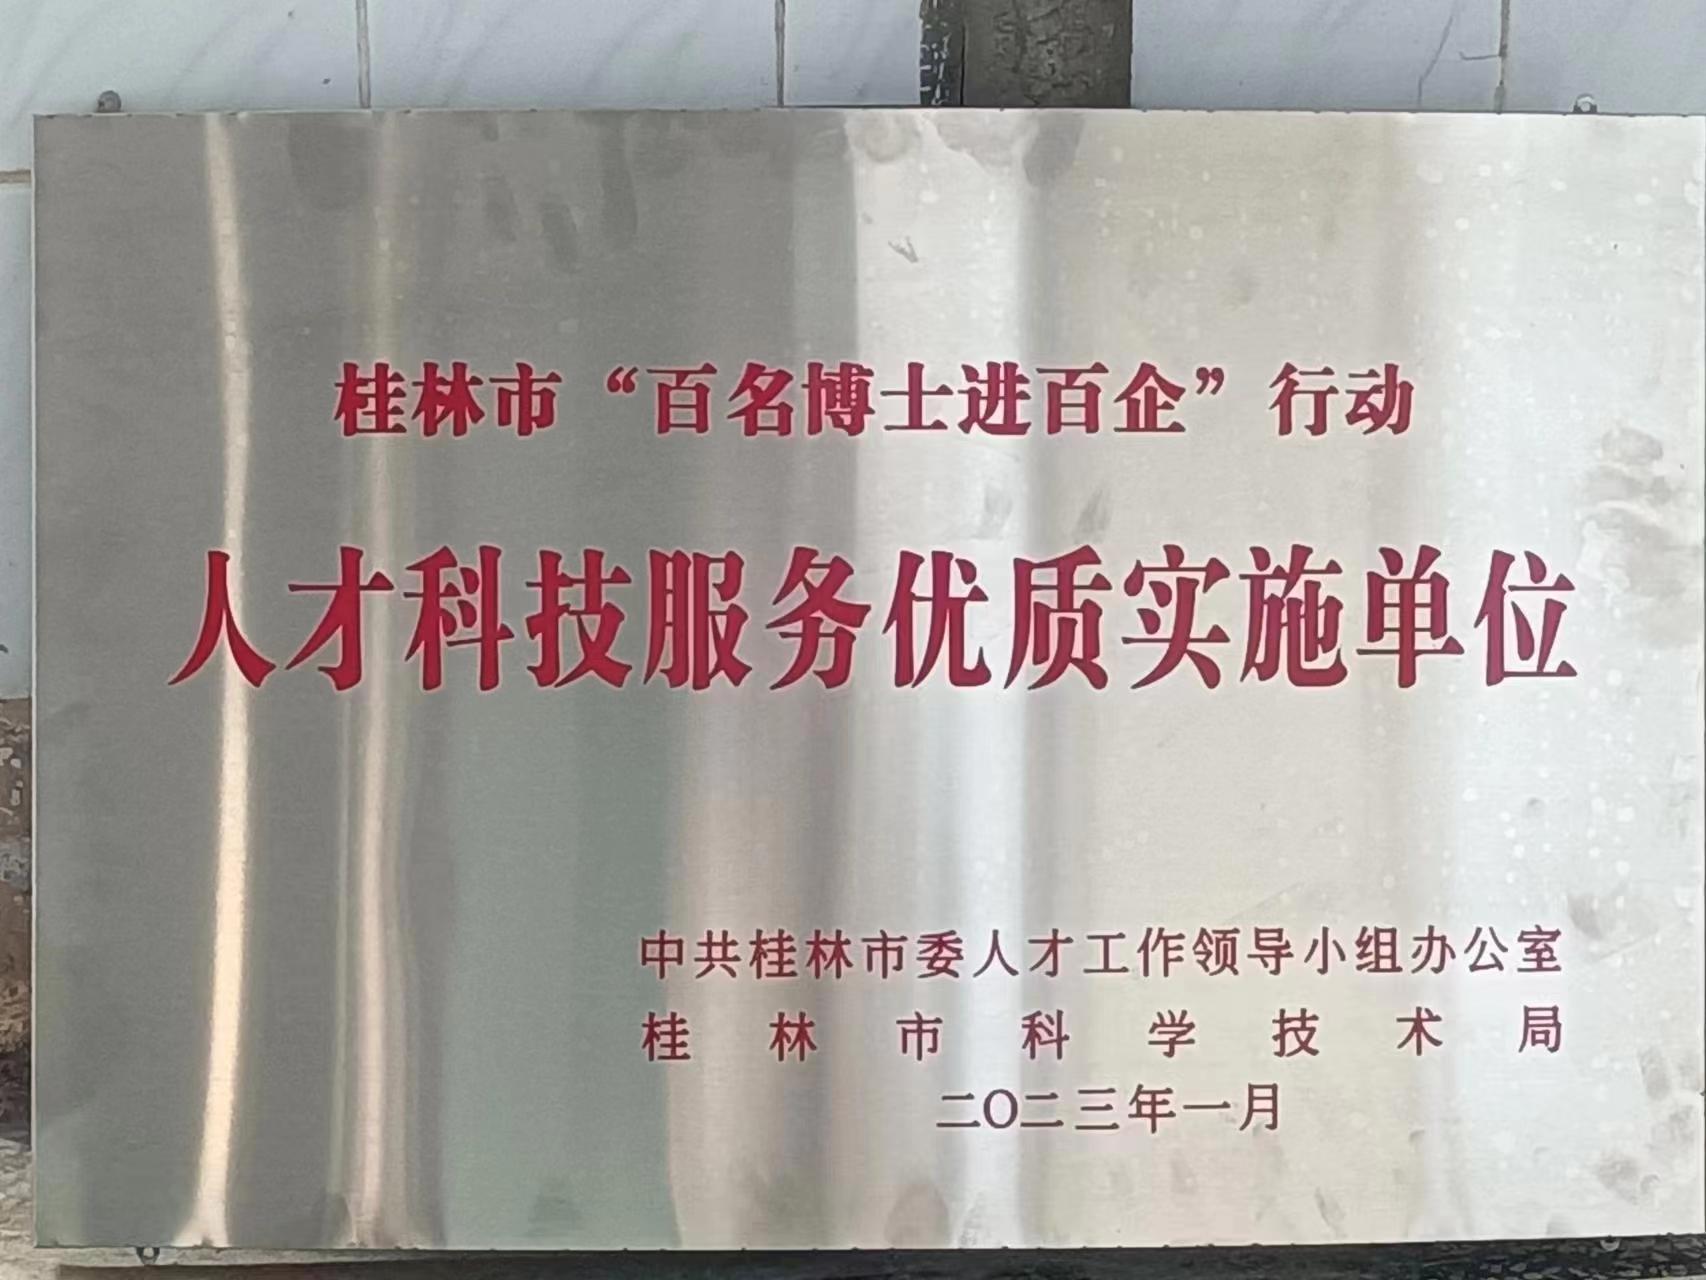 桂林市“百名博士进百企”行动
人才科技服务优质实施单位
中共桂林市委人才工作领导小组办公室
桂林市科学技术局
二〇二三年一月